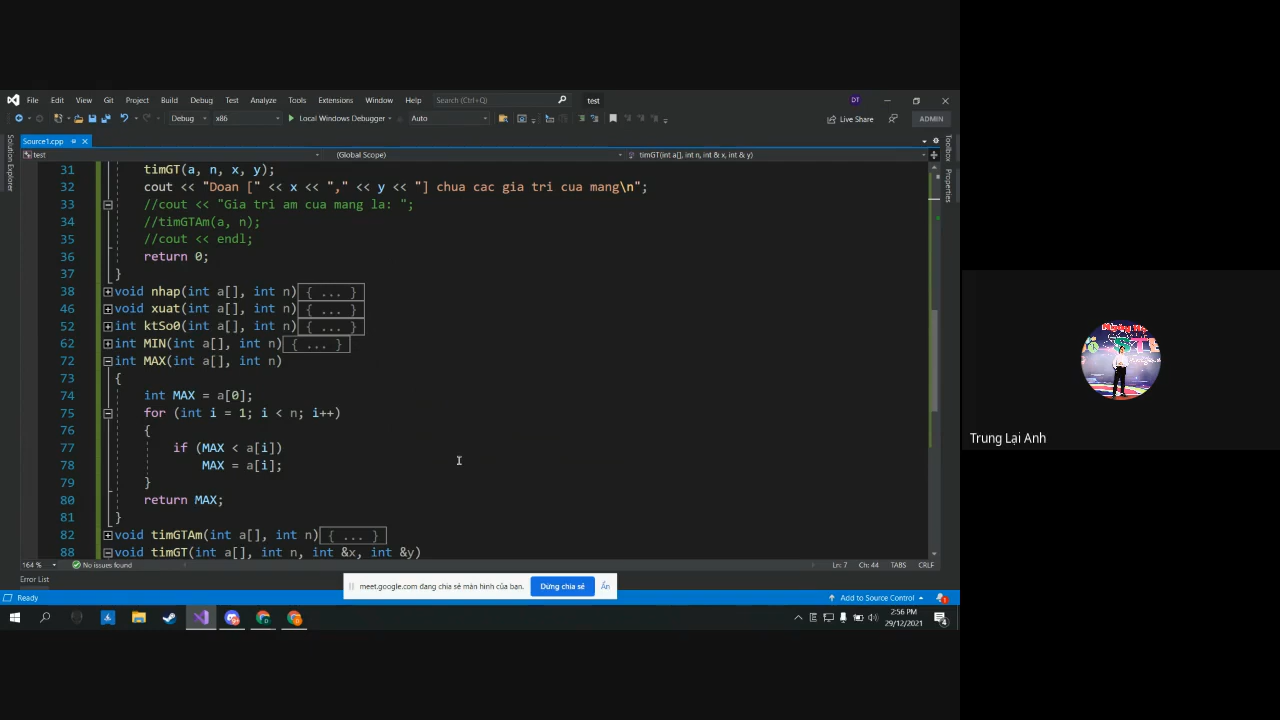 File Edit View Git Project Build Debug Test Analyze Tools Extensions Window Help Search (Ctrl+Q) test DT
Debug x86 Local Windows Debugger Auto Live Share ADMIN
Source1.cpp
test (Global Scope) timGT(int a[], int n, int & x, int & y)
Solution Explorer
Toolbox
Properties
31 timGT(a, n, x, y);
32 cout << "Doan [" << x << "," << y << "] chua cac gia tri cua mang\n";
33 //cout << "Gia tri am cua mang la: ";
34 //timGTAm(a, n);
35 //cout << endl;
36 return 0;
37 }
38 void nhap(int a[], int n){ ... }
46 void xuat(int a[], int n){ ... }
52 int ktSo0(int a[], int n){ ... }
62 int MIN(int a[], int n){ ... }
72 int MAX(int a[], int n)
73 {
74 int MAX = a[0];
75 for (int i = 1; i < n; i++)
76 {
77 if (MAX < a[i])
78 MAX = a[i];
79 }
80 return MAX;
81 }
82 void timGTAm(int a[], int n){ ... }
88 void timGT(int a[], int n, int &x, int &y)
164 % No issues found Ln: 7 Ch: 44 TABS CRLF
Error List
meet.google.com đang chia sẻ màn hình của bạn. Dừng chia sẻ Ẩn
Ready Add to Source Control 1
2:56 PM
29/12/2021
4
Trung Lại Anh